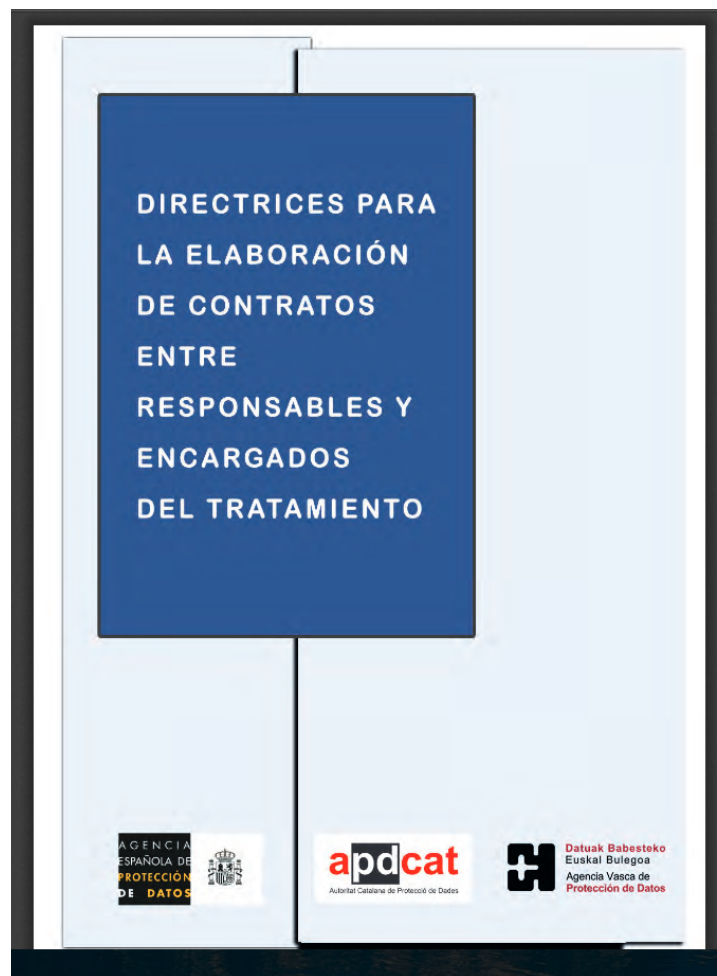 DIRECTRICES PARA
LA ELABORACIÓN
DE CONTRATOS
ENTRE
RESPONSABLES Y
ENCARGADOS
DEL TRATAMIENTO
AGENCIA
ESPAÑOLA DE
PROTECCIÓN
DE DATOS
apdcat
Autoritat Catalana de Protecció de Dades
Datuak Babesteko
Euskal Bulegoa
Agencia Vasca de
Protección de Datos